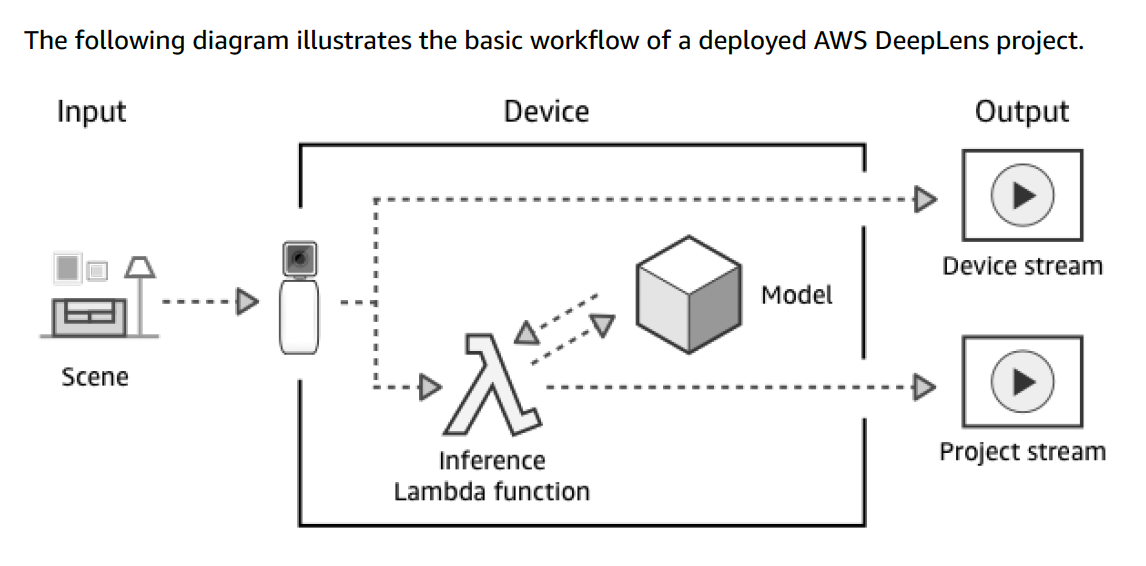 The following diagram illustrates the basic workflow of a deployed AWS DeepLens project.
Input
Device
Output
Device stream
Model
Scene
Project stream
Inference
Lambda function